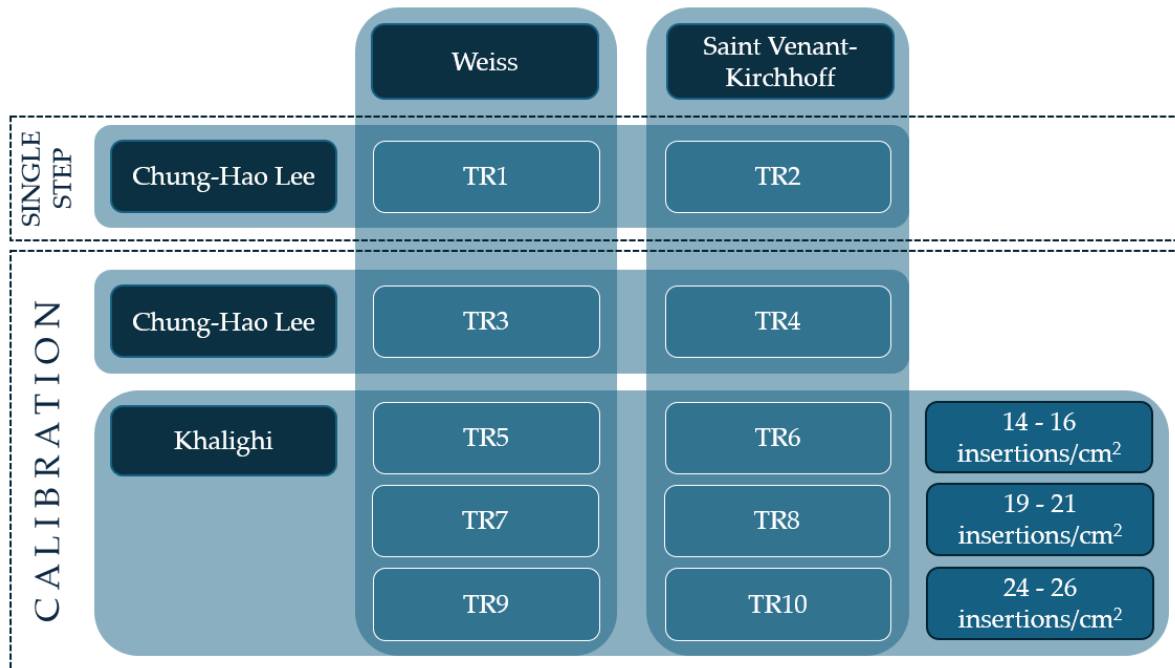 Weiss
Saint Venant-
Kirchhoff
SINGLE
STEP
Chung-Hao Lee
TR1
TR2
CALIBRATION
Chung-Hao Lee
TR3
TR4
Khalighi
TR5
TR6
14 - 16
insertions/cm²
TR7
TR8
19 - 21
insertions/cm²
TR9
TR10
24 - 26
insertions/cm²